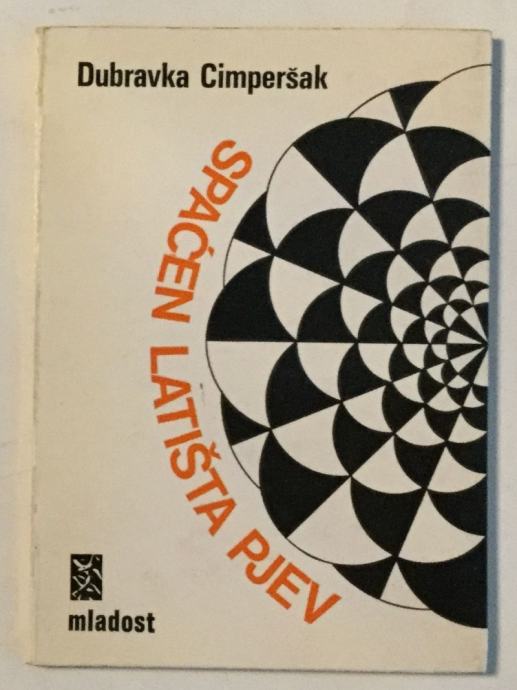 Dubravka Cimperšak
SPAĆEN LATIŠTA PJEV
mladost